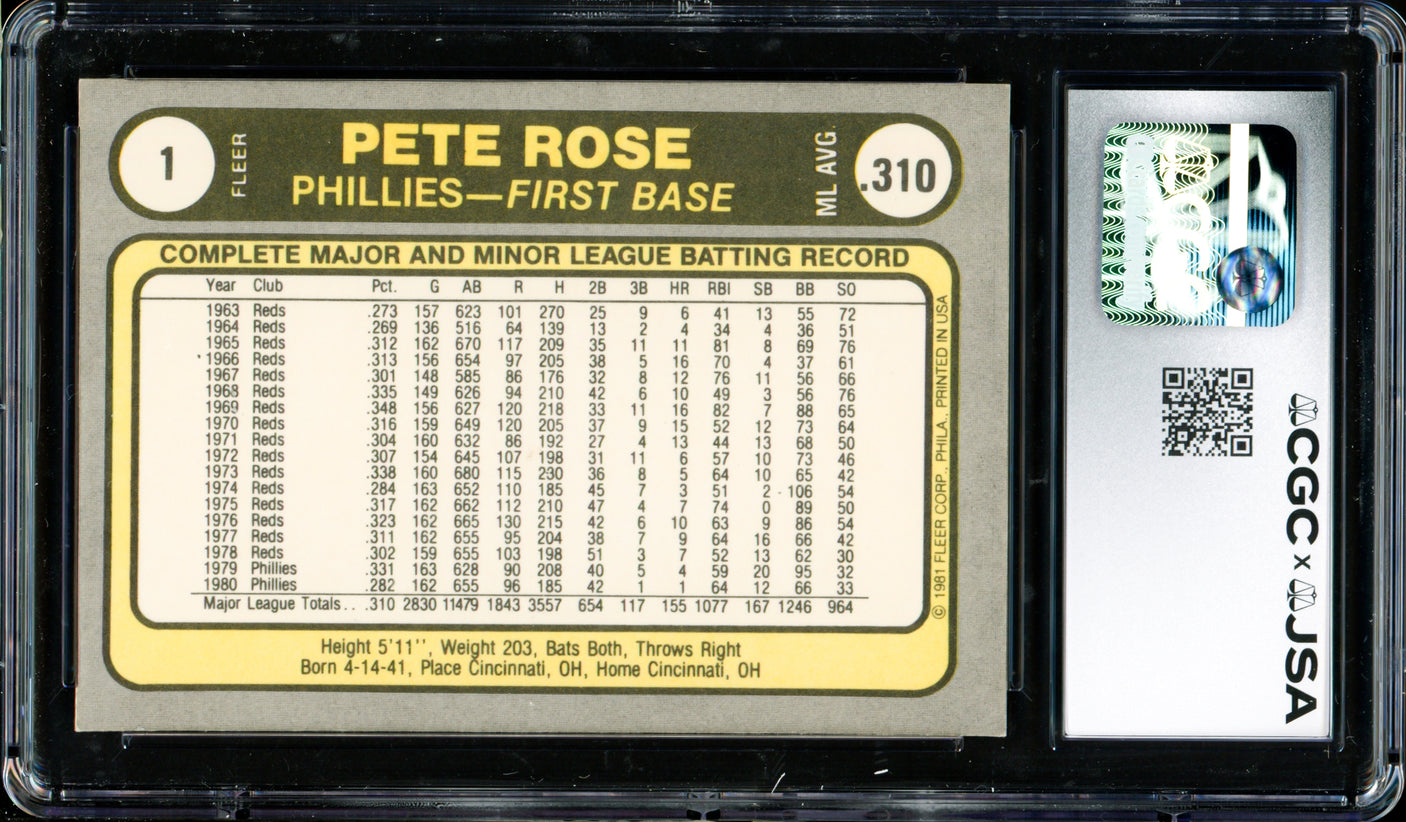 1
FLEER
PETE ROSE
PHILLIES—FIRST BASE
ML AVG.
.310
COMPLETE MAJOR AND MINOR LEAGUE BATTING RECORD
Year Club Pct. G AB R H 2B 3B HR RBI SB BB SO
1963 Reds .273 157 623 101 270 25 9 6 41 13 55 72
1964 Reds .269 136 516 64 139 13 2 4 34 4 36 51
1965 Reds .312 162 670 117 209 35 11 11 81 8 69 76
1966 Reds .313 156 654 97 205 38 5 16 70 4 37 61
1967 Reds .301 148 585 86 176 32 8 12 76 11 56 66
1968 Reds .335 149 626 94 210 42 6 10 49 3 56 76
1969 Reds .348 156 627 120 218 33 11 16 82 7 88 65
1970 Reds .316 159 649 120 205 37 9 15 52 12 73 64
1971 Reds .304 160 632 86 192 27 4 13 44 13 68 50
1972 Reds .307 154 645 107 198 31 11 6 57 10 73 46
1973 Reds .338 160 680 115 230 36 8 5 64 10 65 42
1974 Reds .284 163 652 110 185 45 7 3 51 2 106 54
1975 Reds .317 162 662 112 210 47 4 7 74 0 89 50
1976 Reds .323 162 665 130 215 42 6 10 63 9 86 54
1977 Reds .311 162 655 95 204 38 7 9 64 16 66 42
1978 Reds .302 159 655 103 198 51 3 7 52 13 62 30
1979 Phillies .331 163 628 90 208 40 5 4 59 20 95 32
1980 Phillies .282 162 655 96 185 42 1 1 64 12 66 33
Major League Totals.. .310 2830 11479 1843 3557 654 117 155 1077 167 1246 964
© 1981 FLEER CORP., PHILA., PRINTED IN USA
Height 5'11'', Weight 203, Bats Both, Throws Right
Born 4-14-41, Place Cincinnati, OH, Home Cincinnati, OH
CGC x JSA